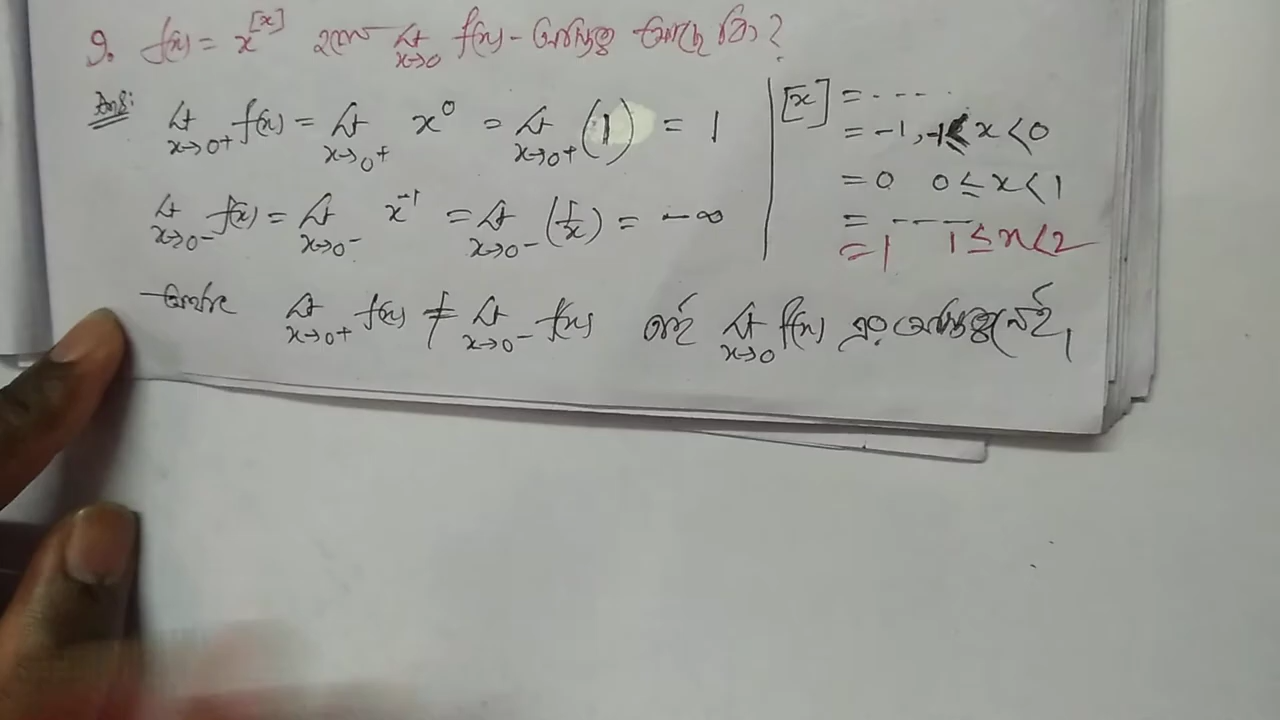 9. f(x) = x^[x] হলে Lt x→0 f(x) - এর অস্তিত্ব আছে কি?
Ans: Lt x→0+ f(x) = Lt x→0+ x^0 = Lt x→0+ (1) = 1
Lt x→0- f(x) = Lt x→0- x^-1 = Lt x→0- (1/x) = -∞
Lt x→0+ f(x) ≠ Lt x→0- f(x) তাই Lt x→0 f(x) এর অস্তিত্ব নেই।
[x] = - - - -
= -1, -1 ≤ x < 0
= 0 0 ≤ x < 1
= - - - -
= 1 1 ≤ x < 2